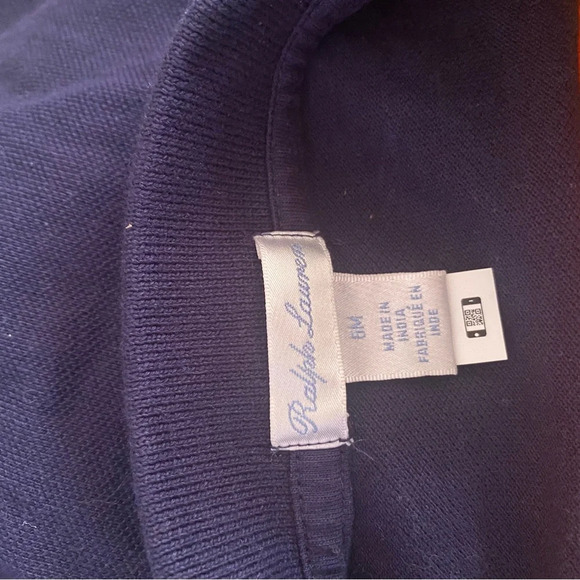 Ralph Lauren
6M
MADE IN
INDIA,
FABRIQUÉ EN
INDE